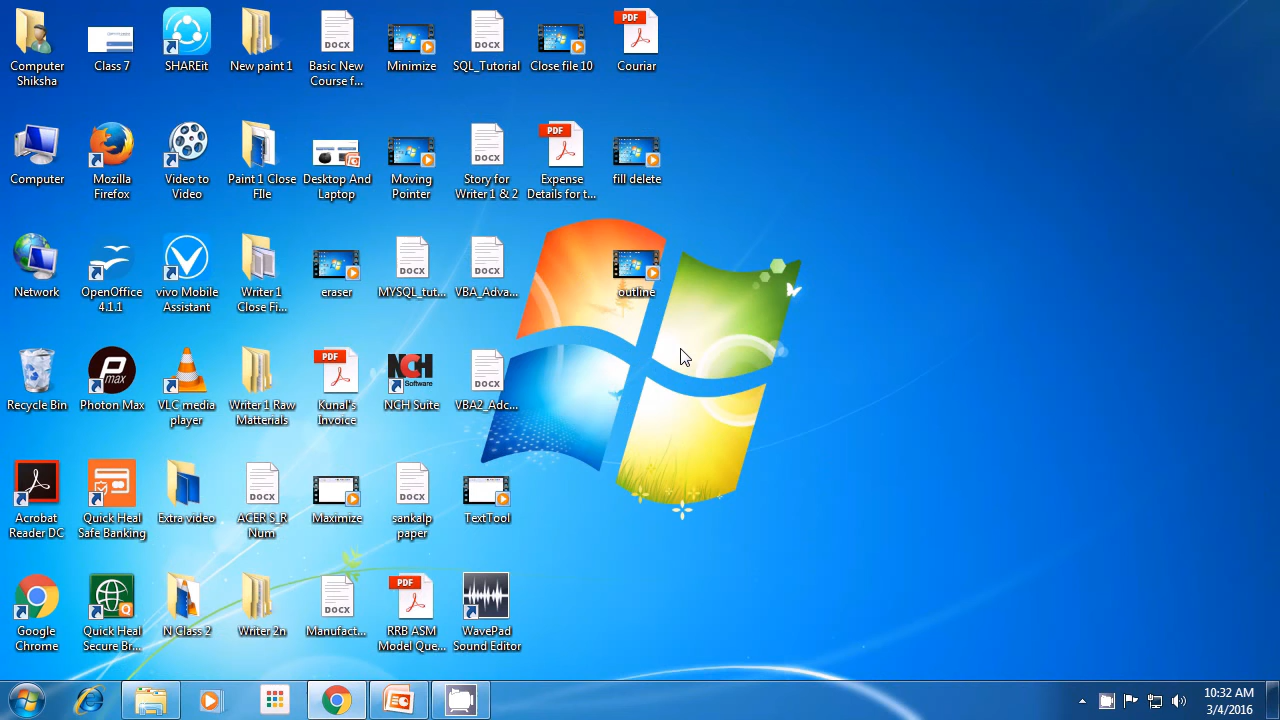 Computer
Shiksha
Class 7
SHAREit
New paint 1
DOCX
Basic New
Course f...
Minimize
DOCX
SQL_Tutorial
Close file 10
PDF
Couriar
Computer
Mozilla
Firefox
Video to
Video
Paint 1 Close
FIle
Desktop And
Laptop
Moving
Pointer
DOCX
Story for
Writer 1 & 2
PDF
Expense
Details for t...
fill delete
Network
OpenOffice
4.1.1
vivo Mobile
Assistant
Writer 1
Close Fi...
eraser
DOCX
MYSQL_tut...
DOCX
VBA_Adva...
outline
Recycle Bin
P
max
Photon Max
VLC media
player
Writer 1 Raw
Matterials
PDF
Kunal's
Invoice
NCH
Software
NCH Suite
DOCX
VBA2_Adc...
Acrobat
Reader DC
Quick Heal
Safe Banking
Extra video
DOCX
ACER S_R
Num
Maximize
DOCX
sankalp
paper
TextTool
Google
Chrome
Q
Quick Heal
Secure Br...
N Class 2
Writer 2n
DOCX
Manufact...
PDF
RRB ASM
Model Que...
WavePad
Sound Editor
10:32 AM
3/4/2016